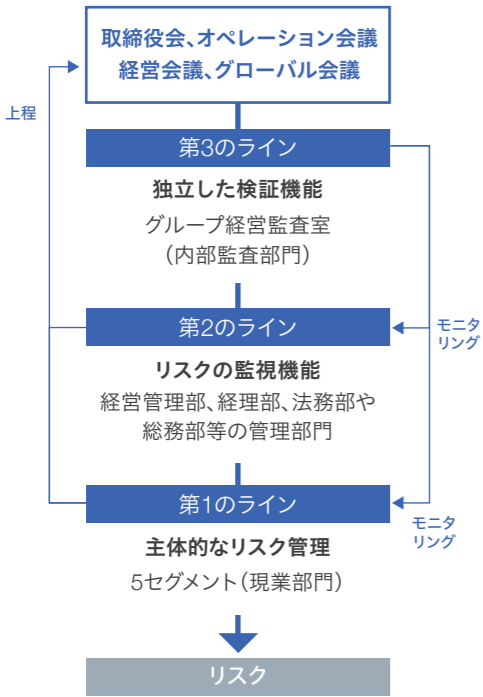 取締役会、オペレーション会議
経営会議、グローバル会議
上程
第3のライン
独立した検証機能
グループ経営監査室
（内部監査部門）
第2のライン
モニタ
リング
リスクの監視機能
経営管理部、経理部、法務部や
総務部等の管理部門
第1のライン
モニタ
リング
主体的なリスク管理
5セグメント（現業部門）
リスク